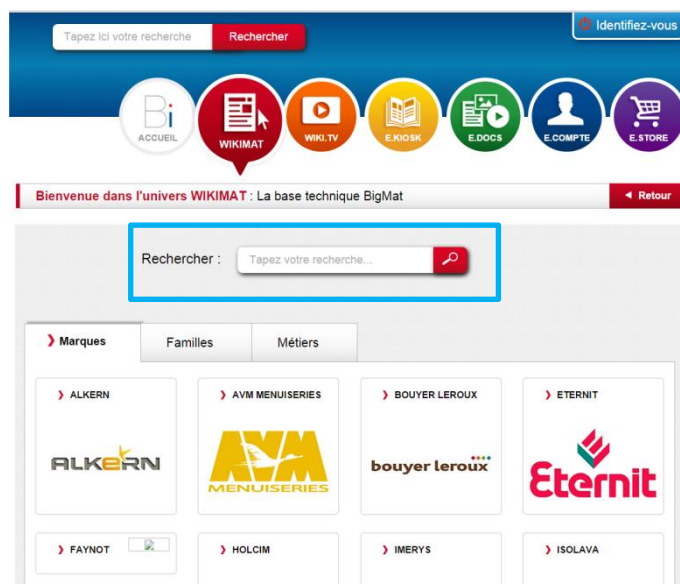 Identifiez-vous
Tapez ici votre recherche
Rechercher
Bi
ACCUEIL
WIKIMAT
WIKI.TV
E.KIOSK
E.DOCS
E.COMPTE
E.STORE
Bienvenue dans l'univers WIKIMAT : La base technique BigMat
Retour
Rechercher :
Tapez votre recherche...
Marques
Familles
Métiers
ALKERN
AVM MENUISERIES
BOUYER LEROUX
ETERNIT
ALKERN
AVM
MENUISERIES
bouyer leroux
Eternit
FAYNOT
HOLCIM
IMERYS
ISOLAVA